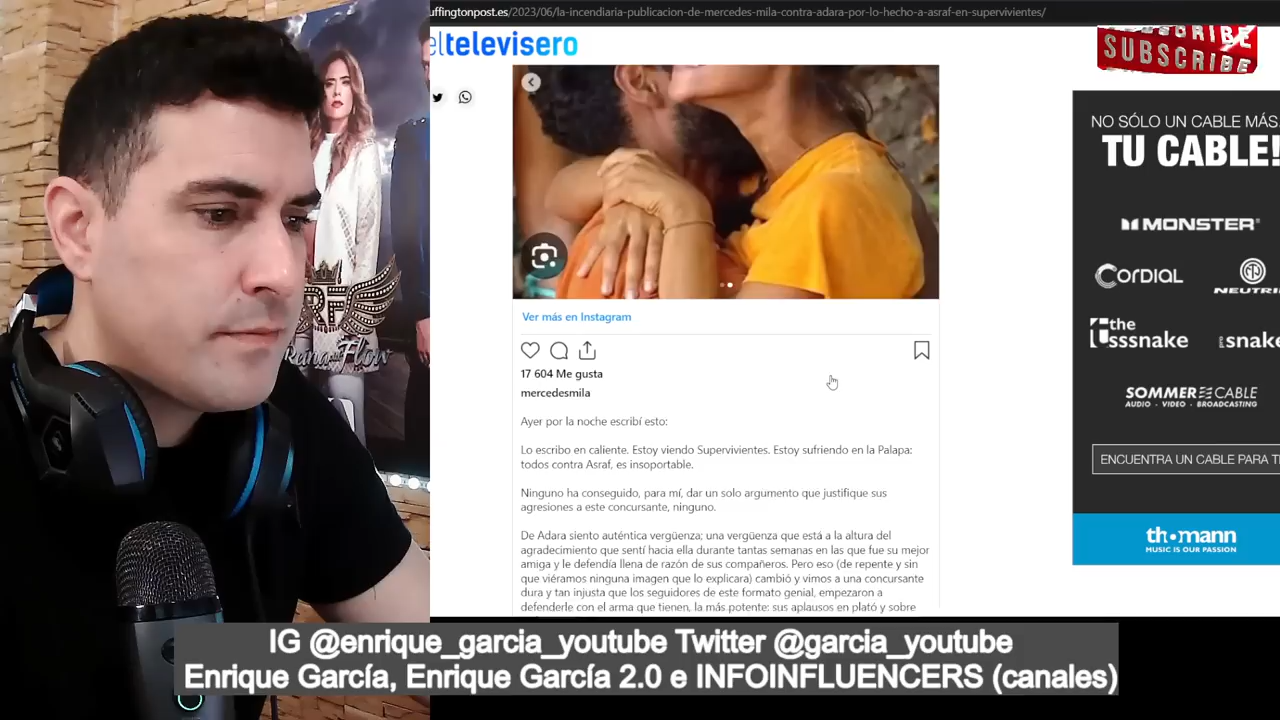 uffingtonpost.es/2023/06/la-incendiaria-publicacion-de-mercedes-mila-contra-adara-por-lo-hecho-a-asraf-en-supervivientes/
eltelevisero
SUBSCRIBE
SUBSCRIBE
NO SÓLO UN CABLE MÁS.
TU CABLE!
MONSTER
CORDIAL
NEUTRI
the
sssnake
snake
SOMMER CABLE
AUDIO · VIDEO · BROADCASTING
ENCUENTRA UN CABLE PARA T
th•mann
MUSIC IS OUR PASSION
RF
Runa Flow
Ver más en Instagram
17 604 Me gusta
mercedesmila
Ayer por la noche escribí esto:
Lo escribo en caliente. Estoy viendo Supervivientes. Estoy sufriendo en la Palapa:
todos contra Asraf, es insoportable.
Ninguno ha conseguido, para mí, dar un solo argumento que justifique sus
agresiones a este concursante, ninguno.
De Adara siento auténtica vergüenza; una vergüenza que está a la altura del
agradecimiento que sentí hacia ella durante tantas semanas en las que fue su mejor
amiga y le defendía llena de razón de sus compañeros. Pero eso (de repente y sin
que viéramos ninguna imagen que lo explicara) cambió y vimos a una concursante
dura y tan injusta que los seguidores de este formato genial, empezaron a
defenderle con el arma que tienen, la más potente: sus aplausos en plató y sobre
IG @enrique_garcia_youtube Twitter @garcia_youtube
Enrique García, Enrique García 2.0 e INFOINFLUENCERS (canales)